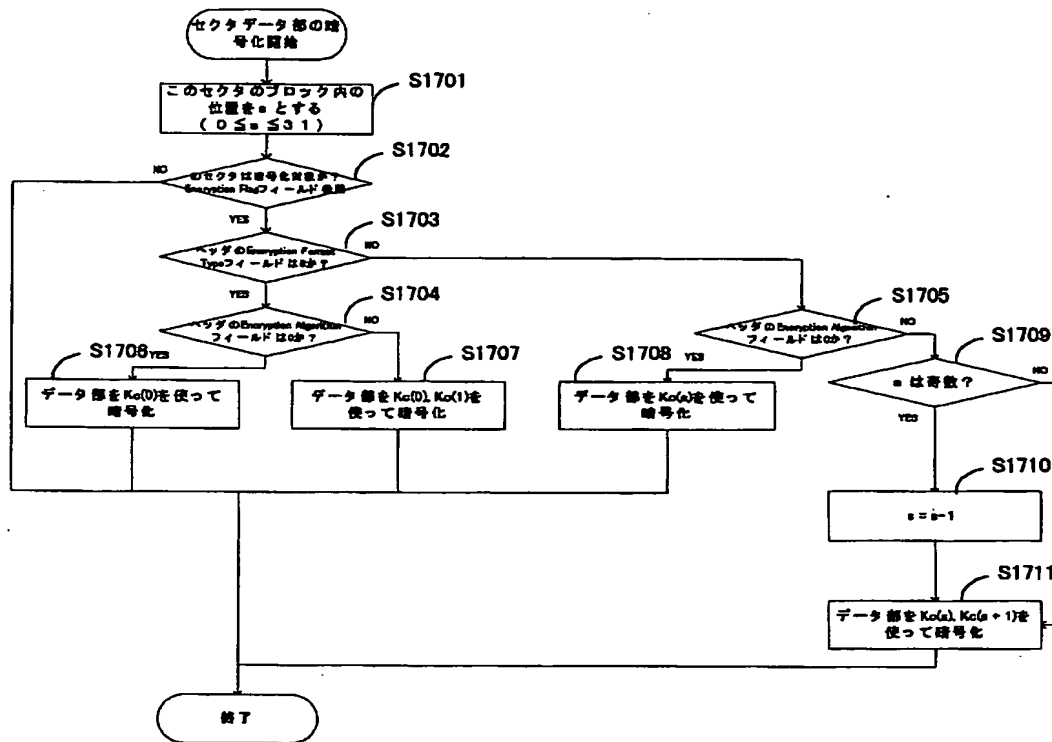 セクタデータ部の暗
号化開始
S1701
このセクタのブロック内の
位置をsとする
( 0≦s≦31 )
S1702
NO
のセクタは暗号化対象か?
Encryption Flagフィールド
YES
S1703
NO
ヘッダのEncryption Format
Typeフィールドは0か?
YES
S1704
NO
ヘッダのEncryption Algorithm
フィールドは0か?
S1705
NO
ヘッダのEncryption Algorithm
フィールドは0か?
S1706
YES
データ部をKc(0)を使って
暗号化
S1707
データ部をKc(0), Kc(1)を
使って暗号化
S1708
YES
データ部をKc(s)を使って
暗号化
S1709
NO
s は奇数?
YES
S1710
s = s-1
S1711
データ部をKc(s), Kc(s + 1)を
使って暗号化
終了